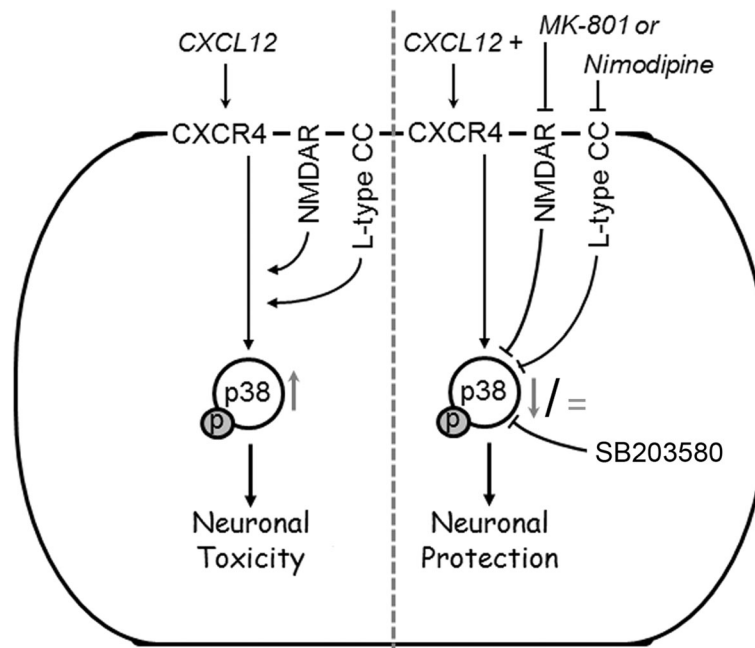 CXCL12
CXCR4
NMDAR
L-type CC
p38
p
Neuronal
Toxicity
CXCL12 +
MK-801 or
Nimodipine
CXCR4
NMDAR
L-type CC
p38
p
/ =
SB203580
Neuronal
Protection